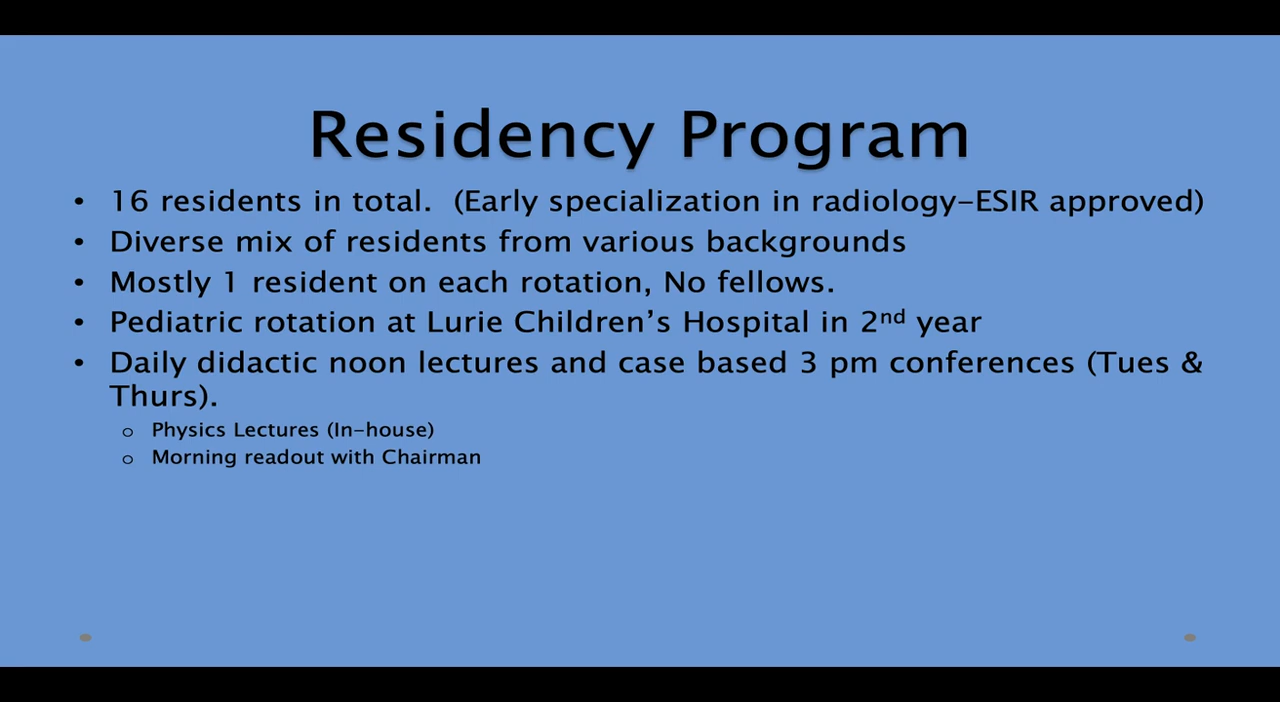 Residency Program
• 16 residents in total.  (Early specialization in radiology-ESIR approved)
• Diverse mix of residents from various backgrounds
• Mostly 1 resident on each rotation, No fellows.
• Pediatric rotation at Lurie Children’s Hospital in 2nd year
• Daily didactic noon lectures and case based 3 pm conferences (Tues &
Thurs).
o Physics Lectures (In-house)
o Morning readout with Chairman